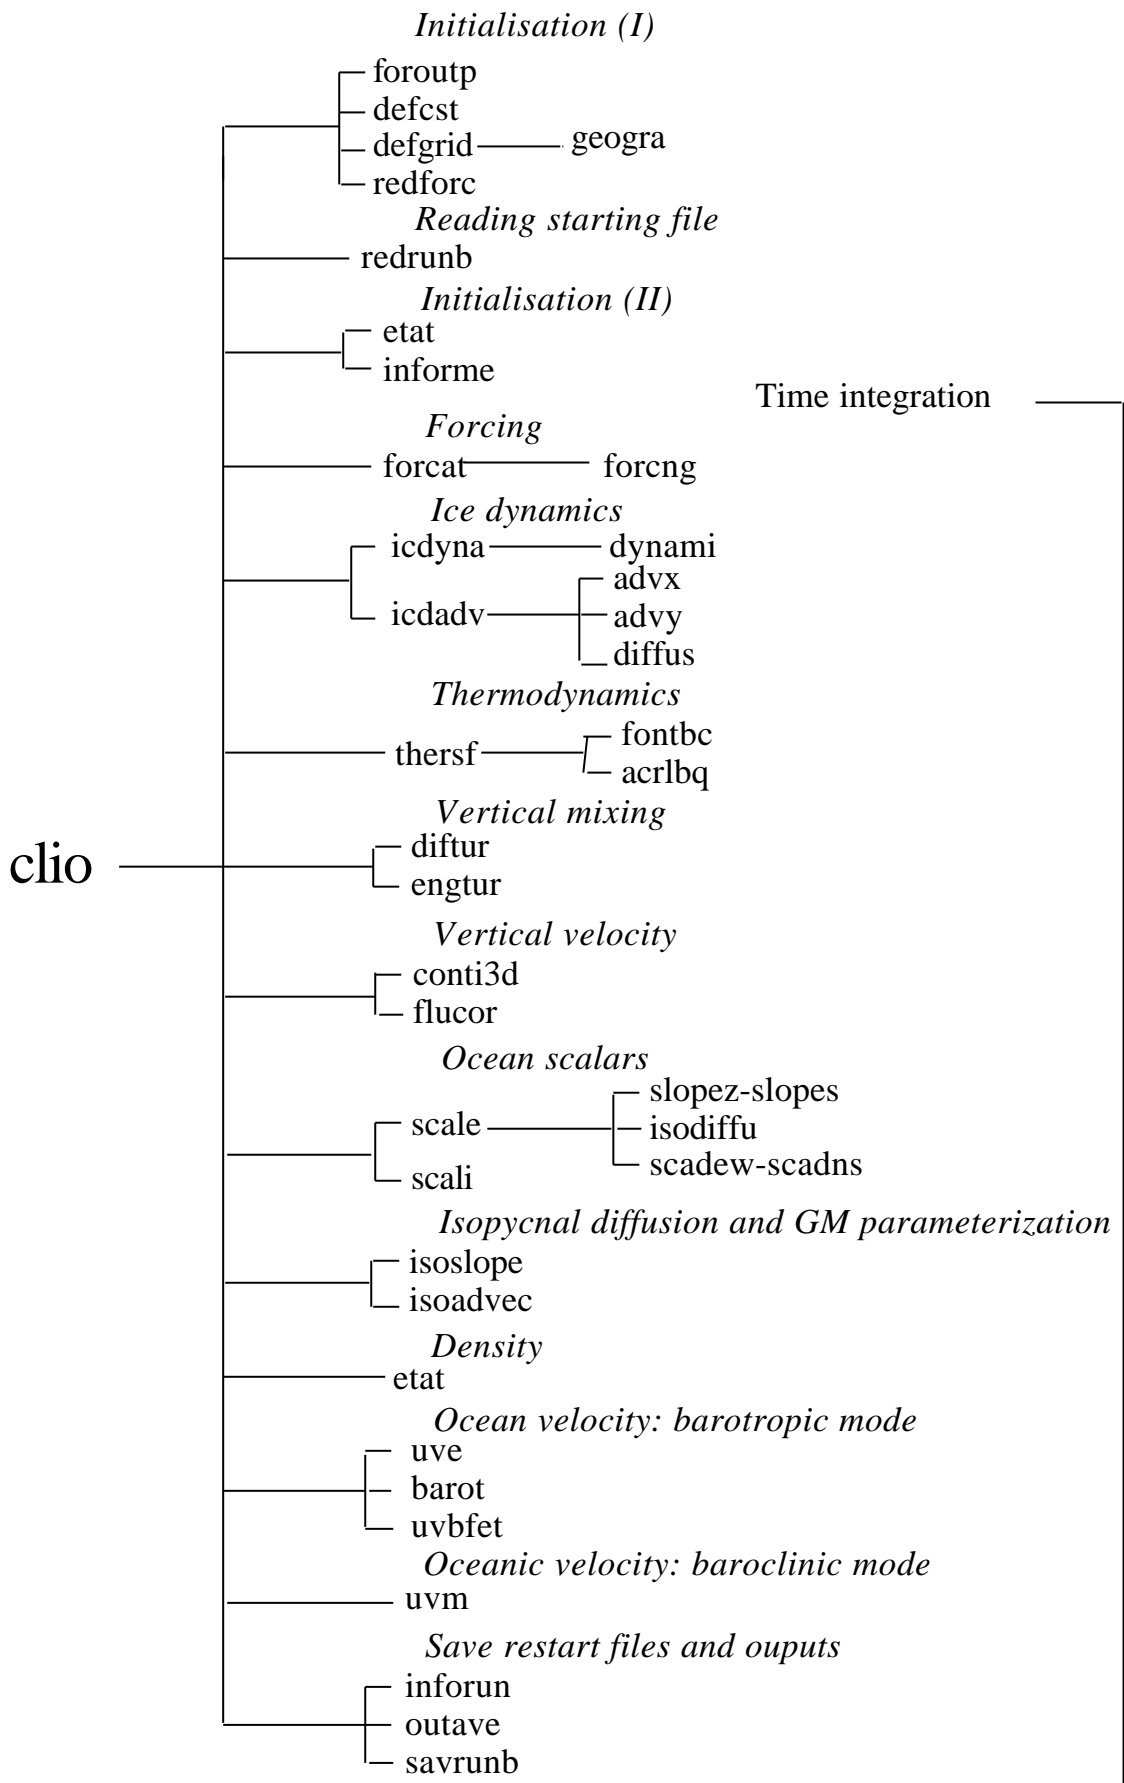 Initialisation (I)
foroutp
defcst
defgrid geogra
redforc
Reading starting file
redrunb
Initialisation (II)
etat
informe
Time integration
Forcing
forcat forcng
Ice dynamics
icdyna dynami
advx
icdadv advy
diffus
Thermodynamics
fontbc
thersf
acrlbq
Vertical mixing
diftur
clio
engtur
Vertical velocity
conti3d
flucor
Ocean scalars
slopez-slopes
scale isodiffu
scadew-scadns
scali
Isopycnal diffusion and GM parameterization
isoslope
isoadvec
Density
etat
Ocean velocity: barotropic mode
uve
barot
uvbfet
Oceanic velocity: baroclinic mode
uvm
Save restart files and ouputs
inforun
outave
savrunb